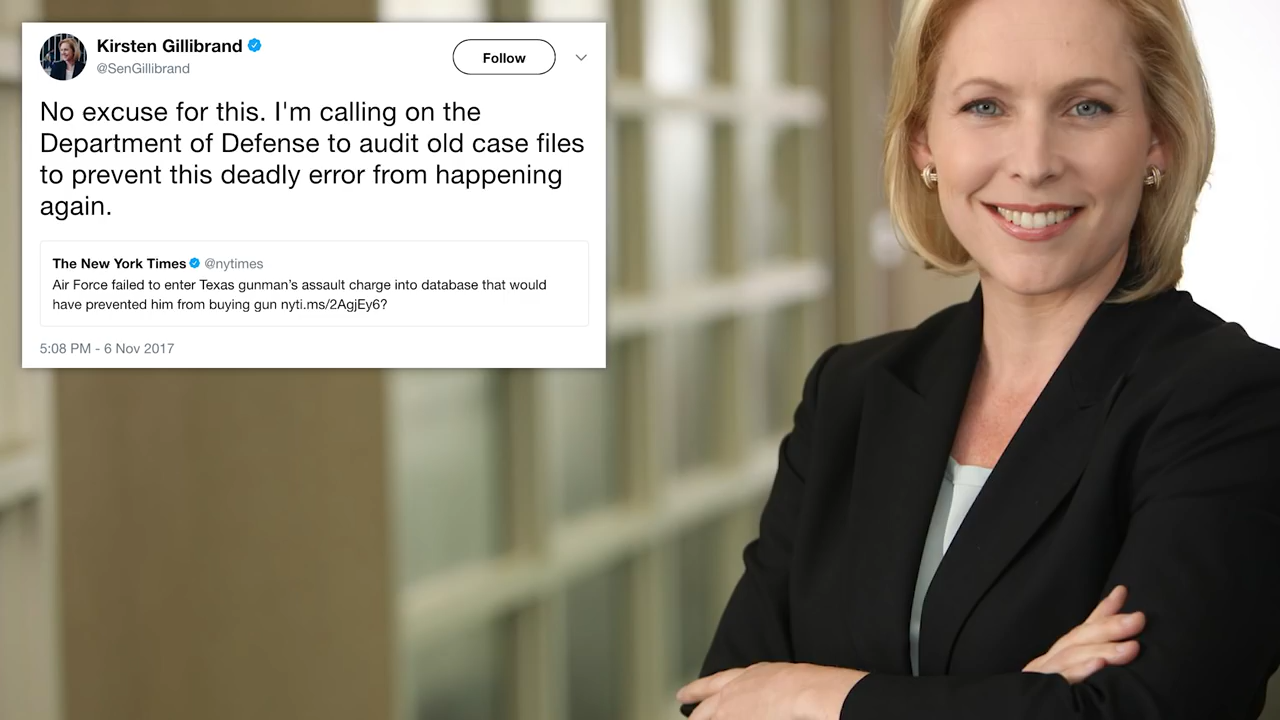 Kirsten Gillibrand
@SenGillibrand
Follow
No excuse for this. I'm calling on the
Department of Defense to audit old case files
to prevent this deadly error from happening
again.
The New York Times @nytimes
Air Force failed to enter Texas gunman's assault charge into database that would
have prevented him from buying gun nyti.ms/2AgjEy6?
5:08 PM - 6 Nov 2017